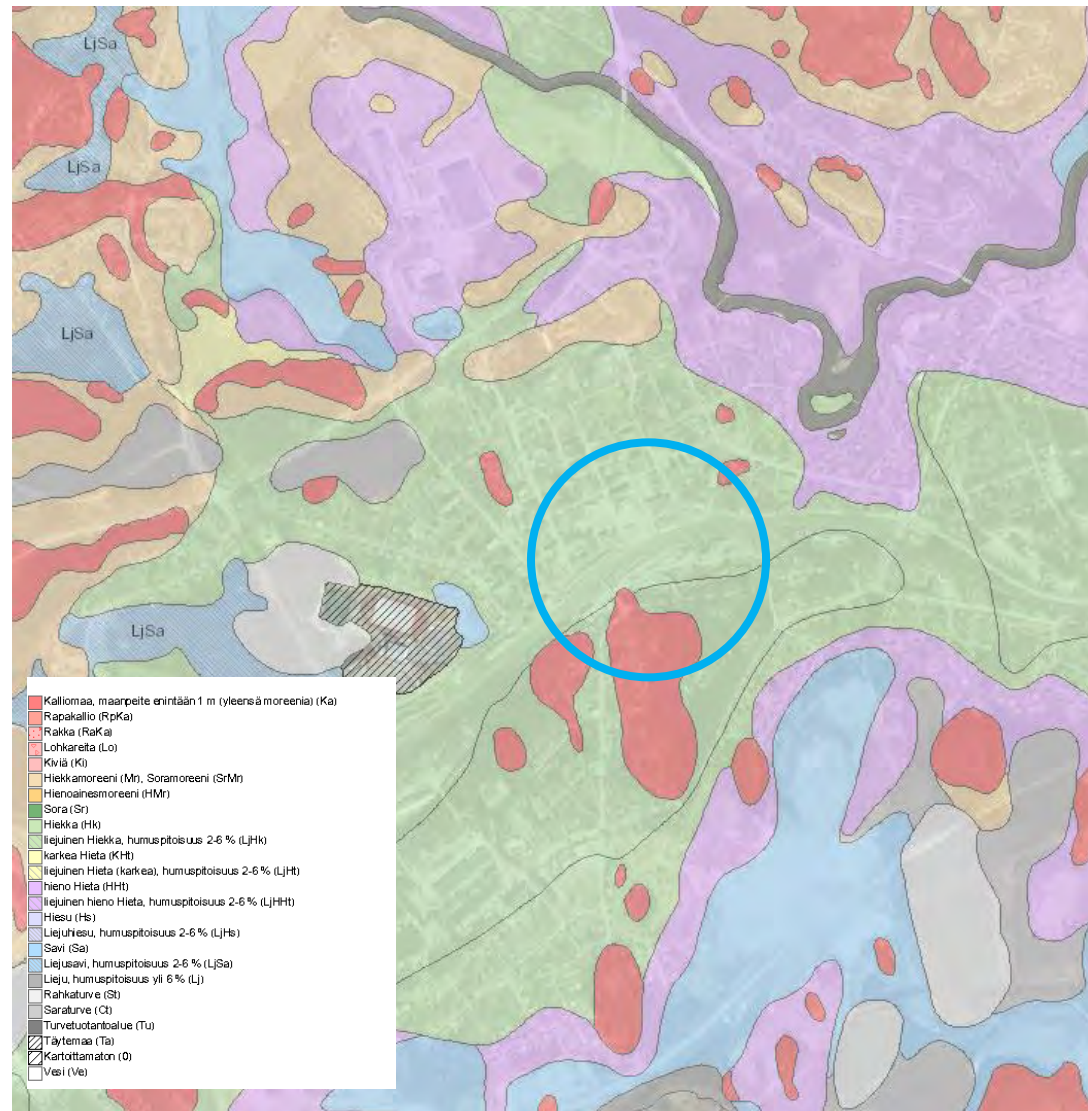 LjSa
LjSa
LjSa
LjSa
Kalliomaa, maanpeite enintään 1 m (yleensä moreenia) (Ka)
Rapakallio (RpKa)
Rakka (RaKa)
Lohkareita (Lo)
Kiviä (Ki)
Hiekkamoreeni (Mr), Soramoreeni (SrMr)
Hienoainesmoreeni (HMr)
Sora (Sr)
Hiekka (Hk)
liejuinen Hiekka, humuspitoisuus 2-6 % (LjHk)
karkea Hieta (KHt)
liejuinen Hieta (karkea), humuspitoisuus 2-6 % (LjHt)
hieno Hieta (HHt)
liejuinen hieno Hieta, humuspitoisuus 2-6 % (LjHHt)
Hiesu (Hs)
Liejuhiesu, humuspitoisuus 2-6 % (LjHs)
Savi (Sa)
Liejusavi, humuspitoisuus 2-6 % (LjSa)
Lieju, humuspitoisuus yli 6 % (Lj)
Rahkaturve (St)
Saraturve (Ct)
Turvetuotantoalue (Tu)
Täytemaa (Ta)
Kartoittamaton (0)
Vesi (Ve)